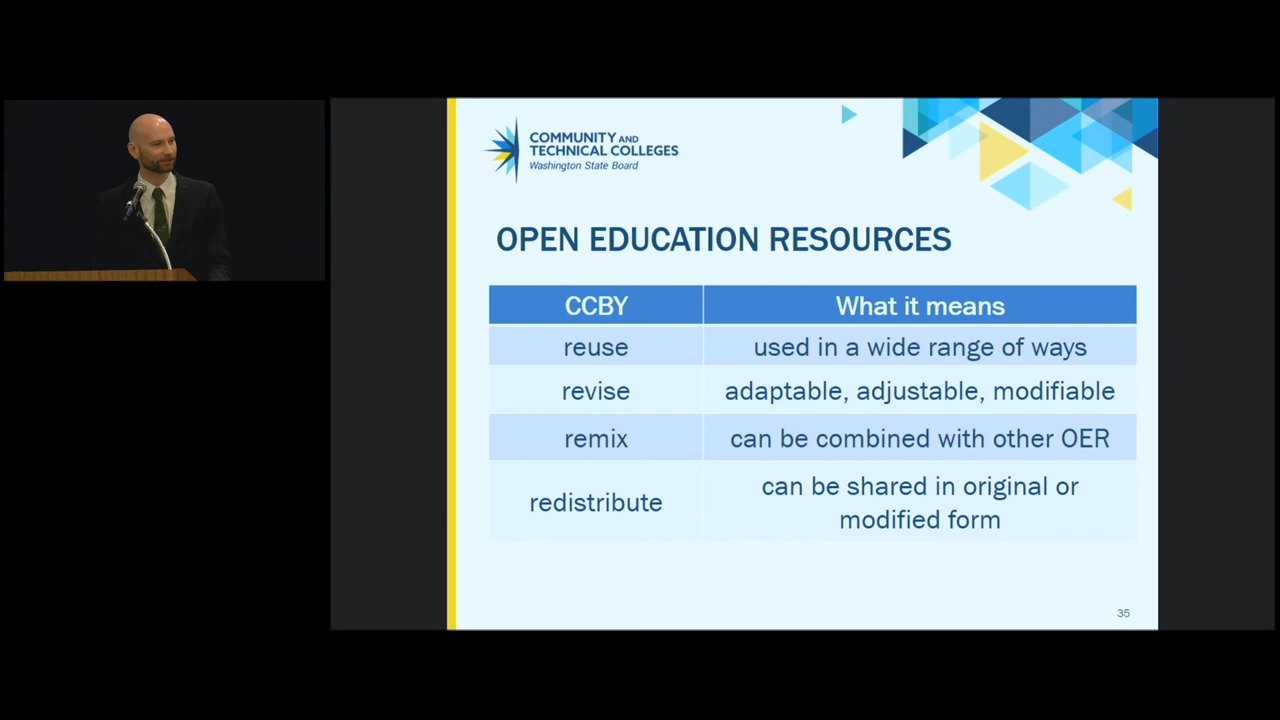 COMMUNITY AND
TECHNICAL COLLEGES
Washington State Board
OPEN EDUCATION RESOURCES
CCBY
What it means
reuse
used in a wide range of ways
revise
adaptable, adjustable, modifiable
remix
can be combined with other OER
redistribute
can be shared in original or
modified form
35